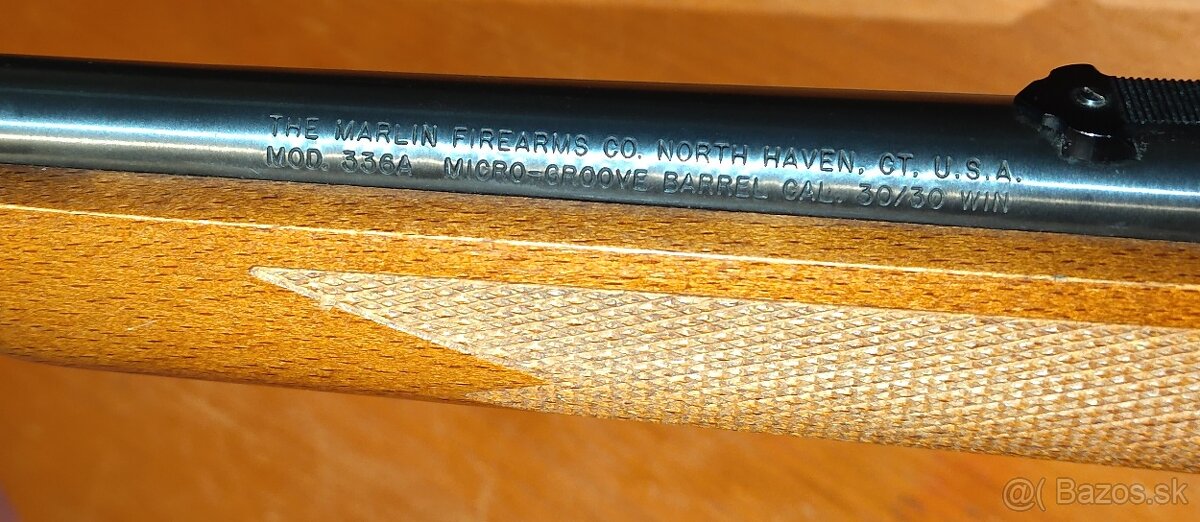 THE MARLIN FIREARMS CO. NORTH HAVEN, CT. U.S.A.
MOD. 336A MICRO-GROOVE BARREL CAL. 30/30 WIN
@( Bazos.sk